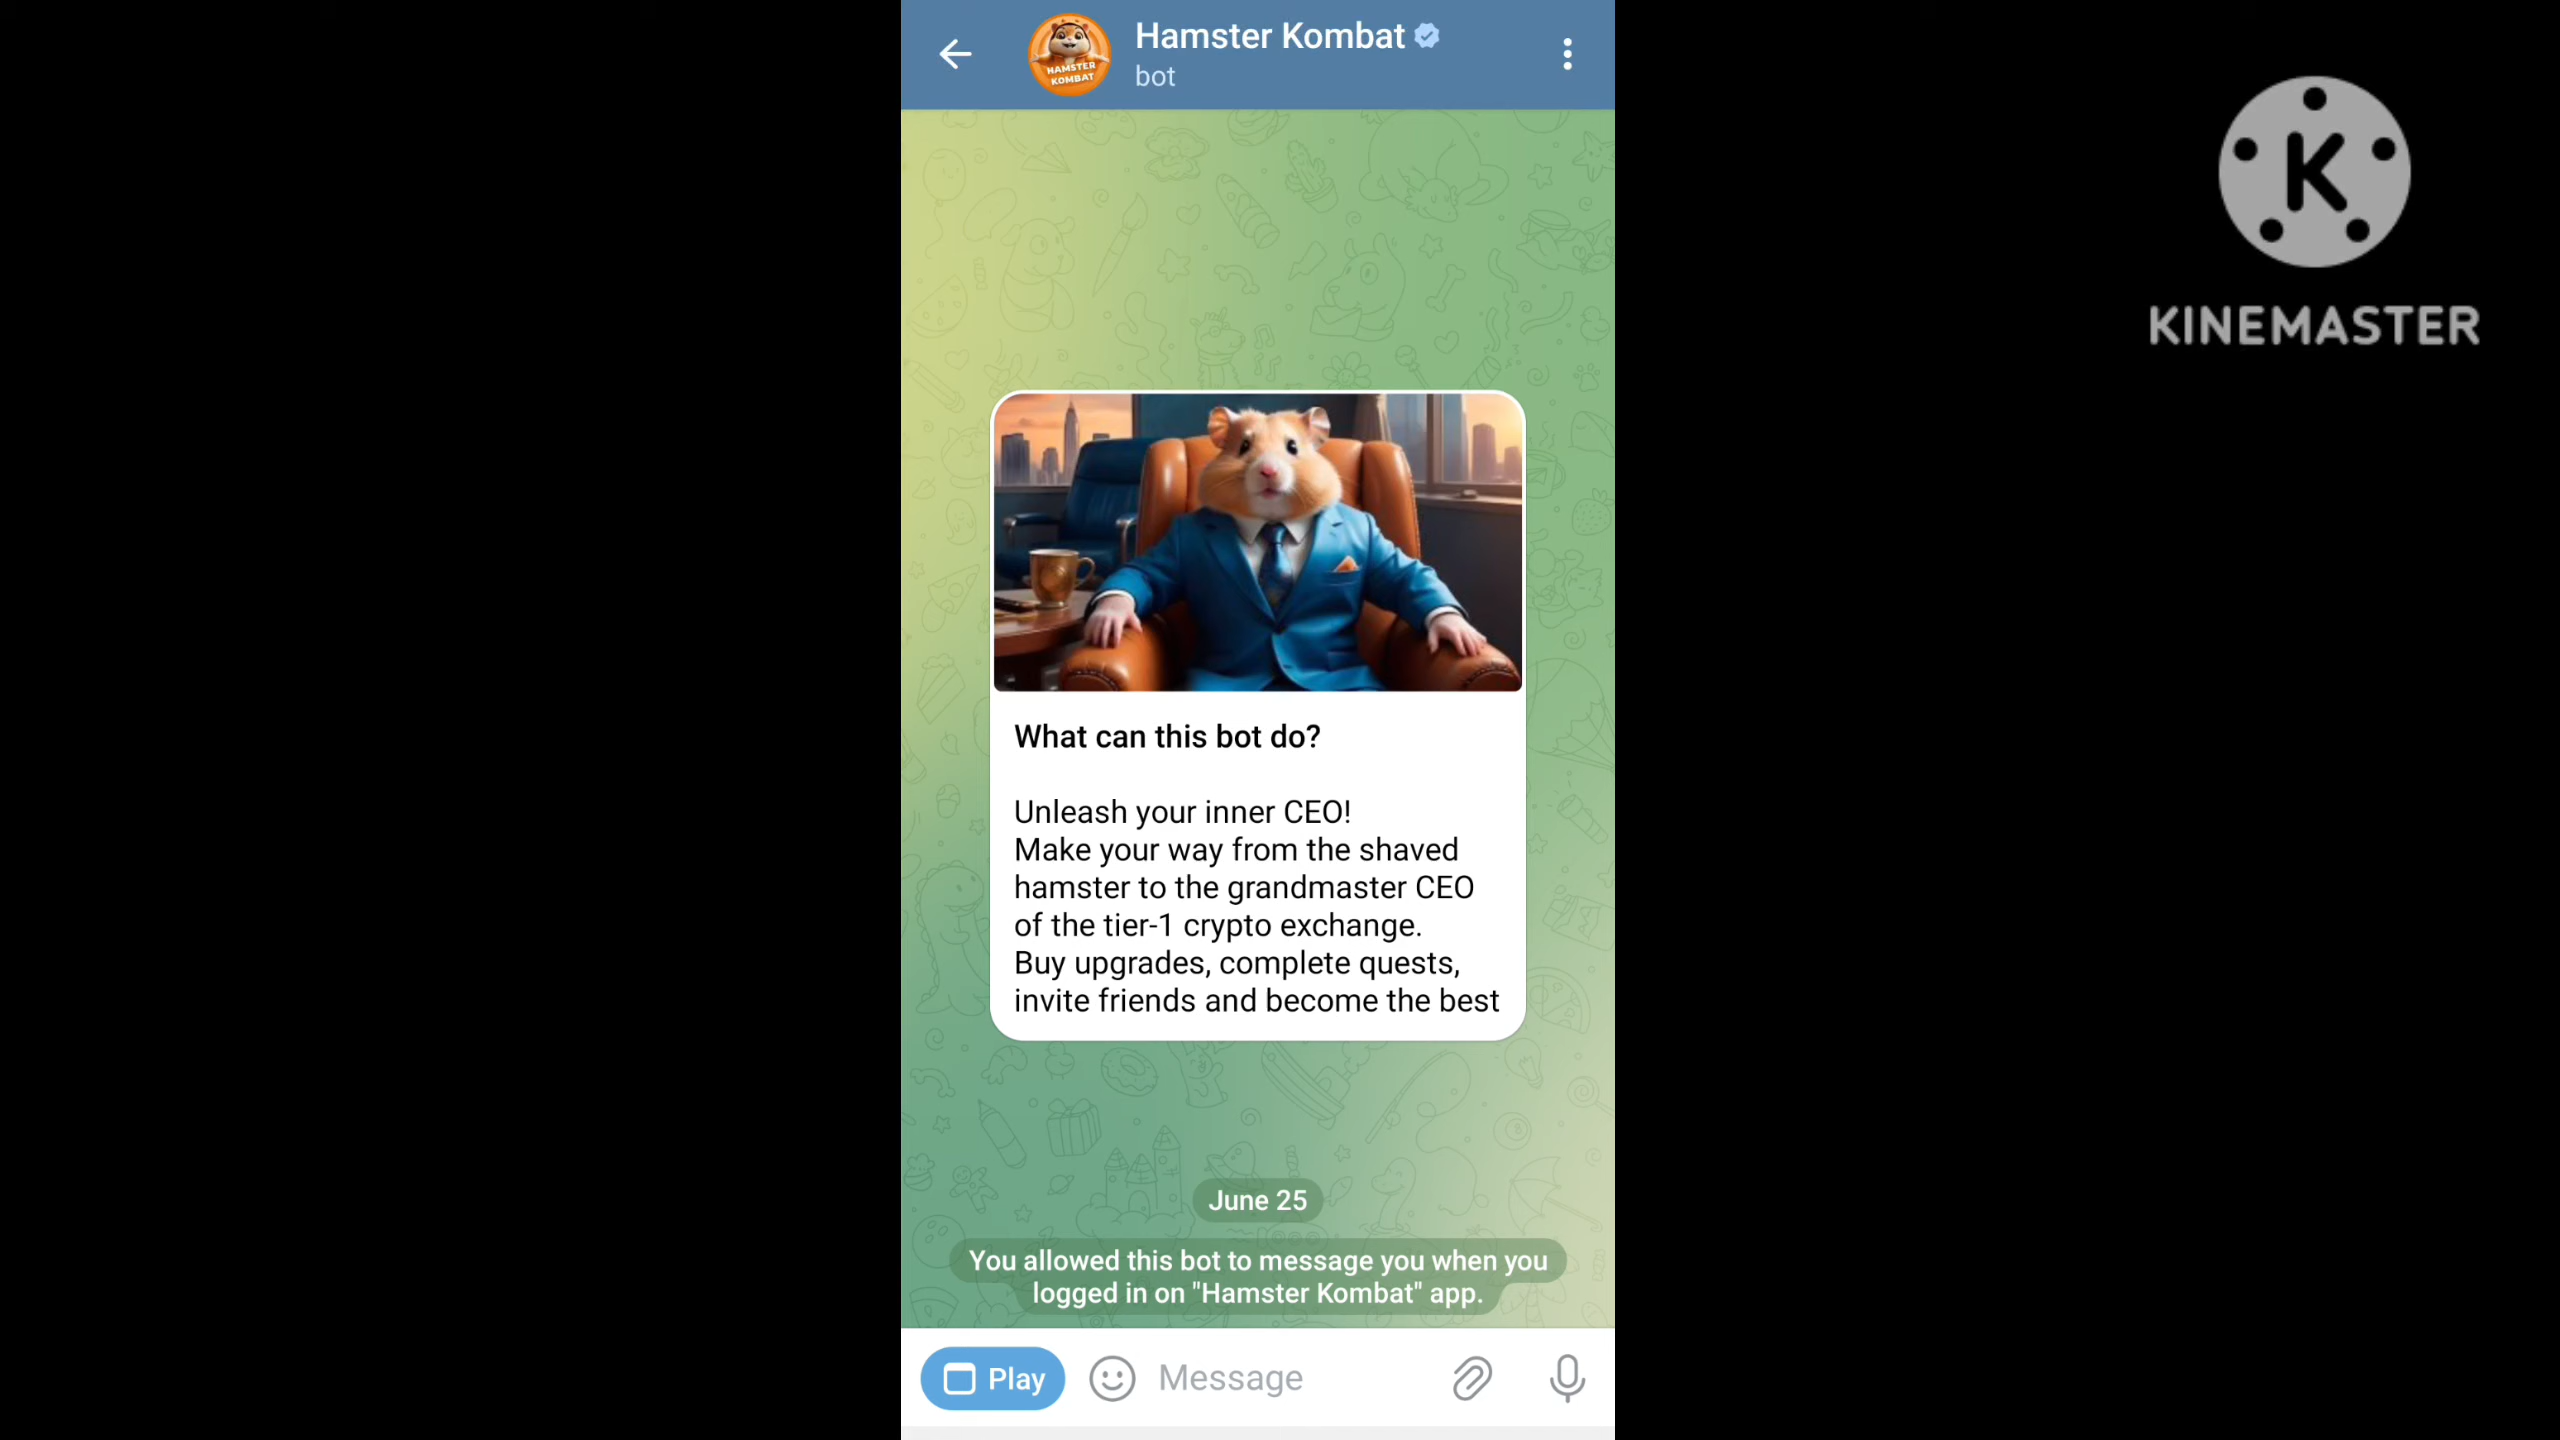 Hamster Kombat
bot
HAMSTER
KOMBAT
K
KINEMASTER
What can this bot do?
Unleash your inner CEO!
Make your way from the shaved
hamster to the grandmaster CEO
of the tier-1 crypto exchange.
Buy upgrades, complete quests,
invite friends and become the best
June 25
You allowed this bot to message you when you
logged in on "Hamster Kombat" app.
Play
Message